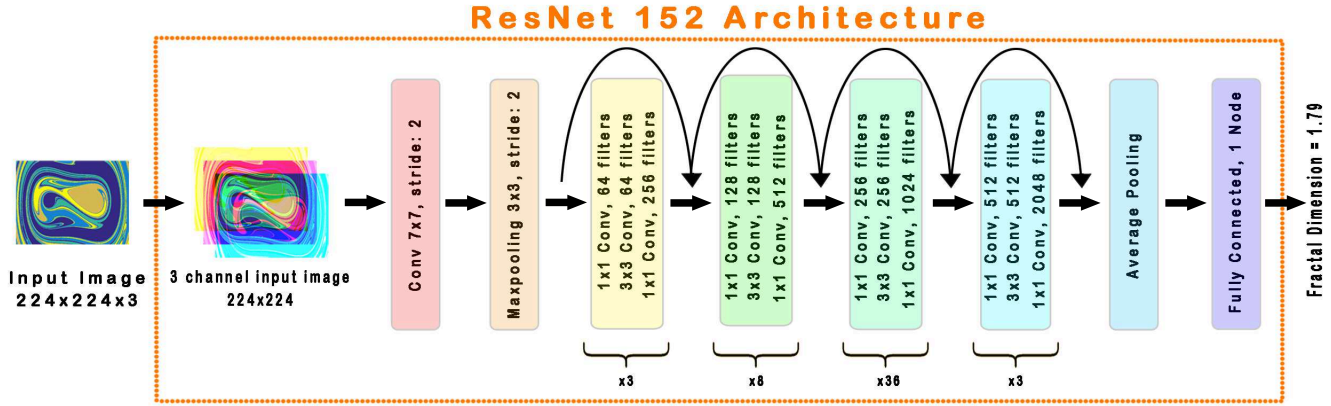 ResNet 152 Architecture
Input Image
224x224x3
3 channel input image
224x224
Conv 7x7, stride: 2
Maxpooling 3x3, stride: 2
1x1 Conv, 64 filters
3x3 Conv, 64 filters
1x1 Conv, 256 filters
x3
1x1 Conv, 128 filters
3x3 Conv, 128 filters
1x1 Conv, 512 filters
x8
1x1 Conv, 256 filters
3x3 Conv, 256 filters
1x1 Conv, 1024 filters
x36
1x1 Conv, 512 filters
3x3 Conv, 512 filters
1x1 Conv, 2048 filters
x3
Average Pooling
Fully Connected, 1 Node
Fractal Dimension = 1.79